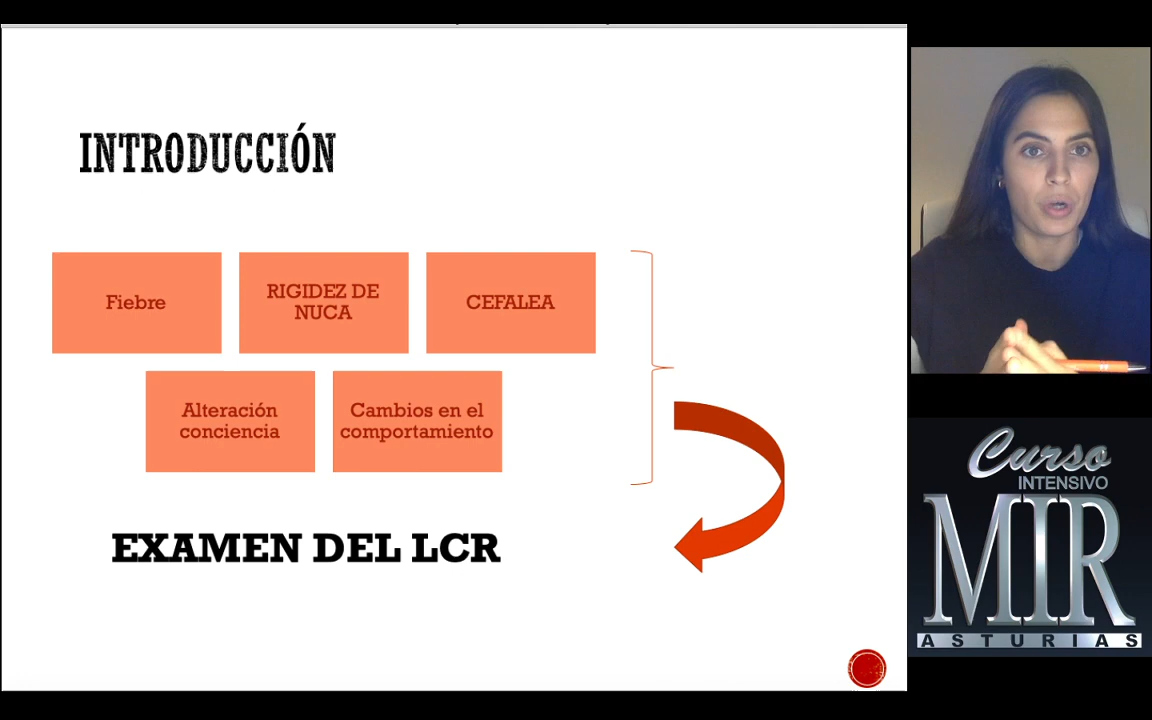 INTRODUCCIÓN
Fiebre
RIGIDEZ DE
NUCA
CEFALEA
Alteración
conciencia
Cambios en el
comportamiento
EXAMEN DEL LCR
Curso
INTENSIVO
MIR
ASTURIAS